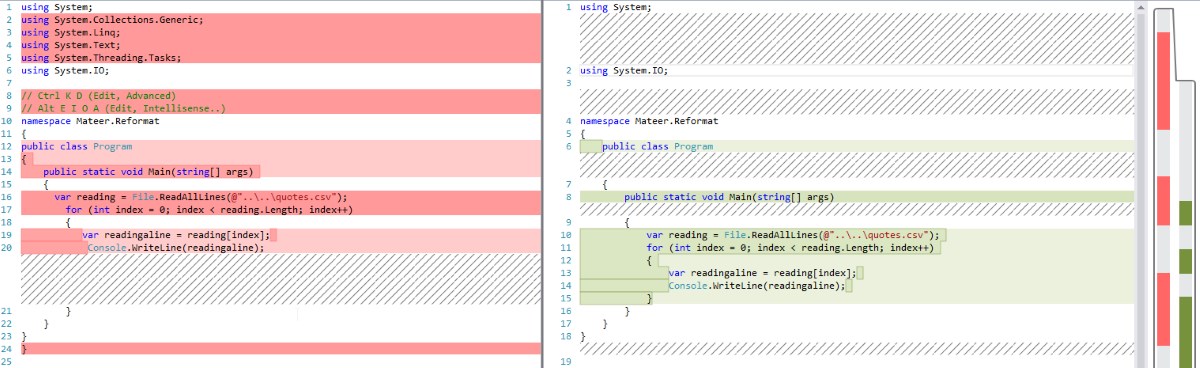 1 using System;
2 using System.Collections.Generic;
3 using System.Linq;
4 using System.Text;
5 using System.Threading.Tasks;
6 using System.IO;
7
8 // Ctrl K D (Edit, Advanced)
9 // Alt E I O A (Edit, Intellisense..)
10 namespace Mateer.Reformat
11 {
12 public class Program
13 {
14 public static void Main(string[] args)
15 {
16 var reading = File.ReadAllLines(@"..\..\quotes.csv");
17 for (int index = 0; index < reading.Length; index++)
18 {
19 var readingaline = reading[index];
20 Console.WriteLine(readingaline);
21 }
22 }
23 }
24 }
25
1 using System;
2 using System.IO;
3
4 namespace Mateer.Reformat
5 {
6 public class Program
7 {
8 public static void Main(string[] args)
9 {
10 var reading = File.ReadAllLines(@"..\..\quotes.csv");
11 for (int index = 0; index < reading.Length; index++)
12 {
13 var readingaline = reading[index];
14 Console.WriteLine(readingaline);
15 }
16 }
17 }
18 }
19